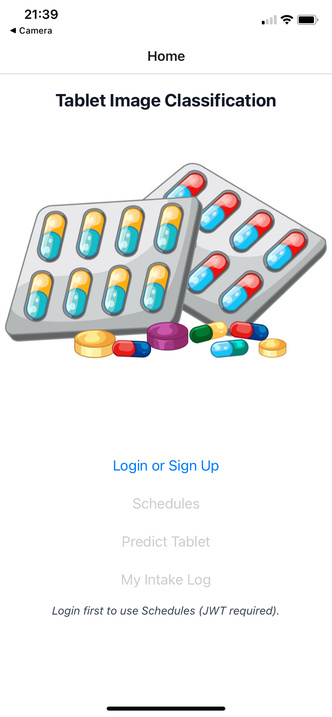 21:39
◀ Camera
Home
Tablet Image Classification
Login or Sign Up
Schedules
Predict Tablet
My Intake Log
Login first to use Schedules (JWT required).